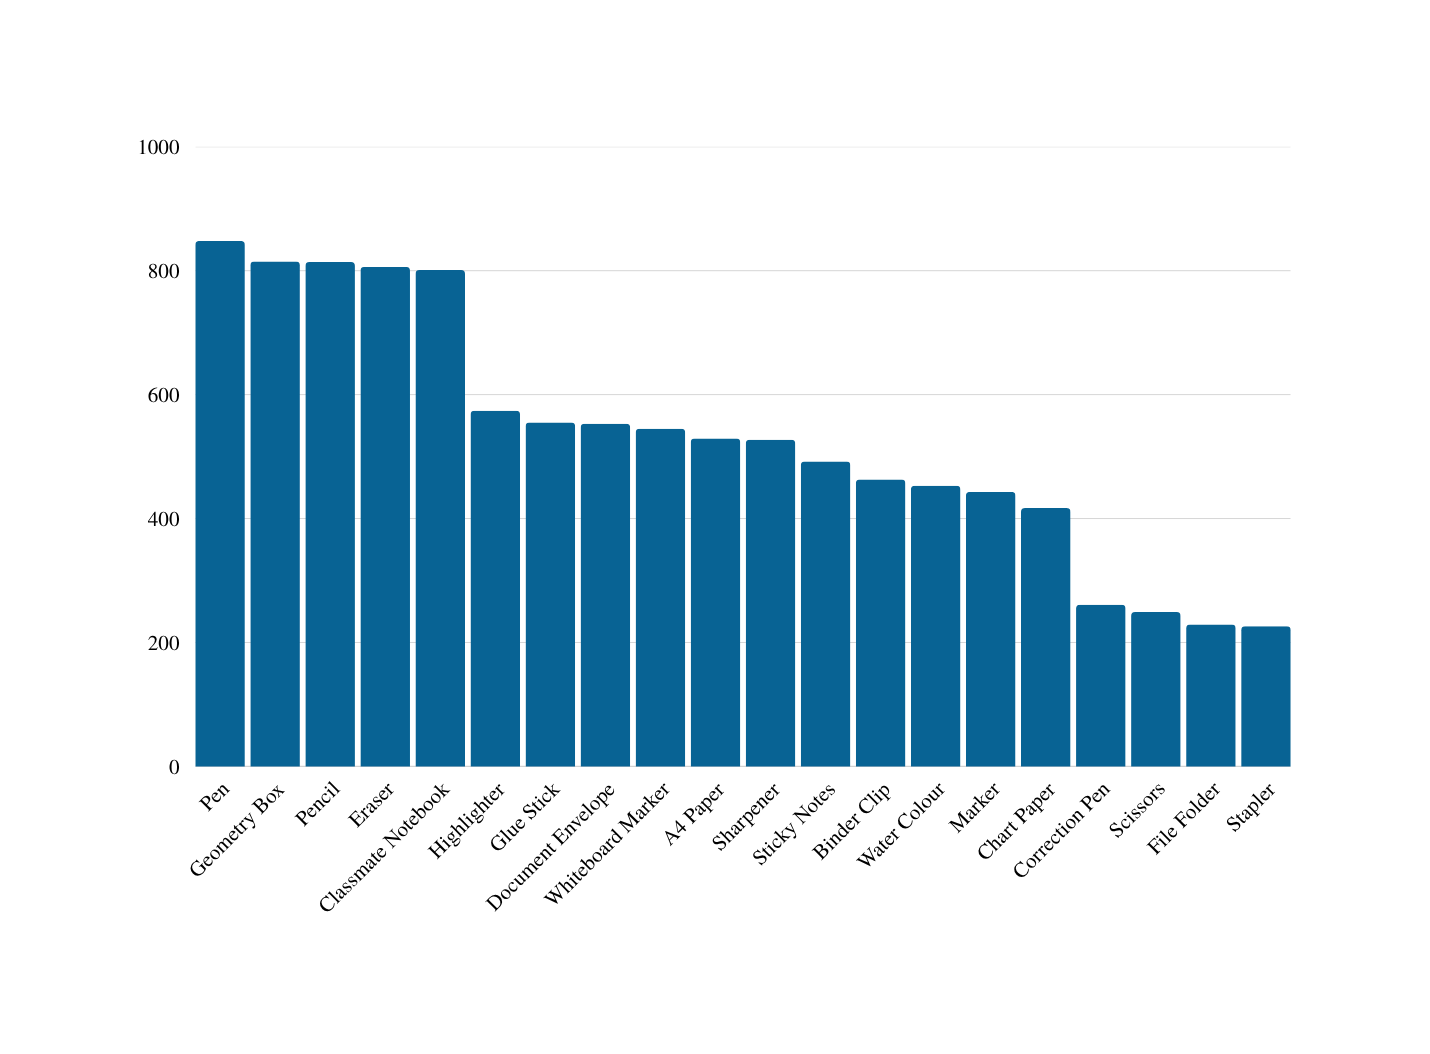 1000
800
600
400
200
0
Pen
Geometry Box
Pencil
Eraser
Classmate Notebook
Highlighter
Glue Stick
Document Envelope
Whiteboard Marker
A4 Paper
Sharpener
Sticky Notes
Binder Clip
Water Colour
Marker
Chart Paper
Correction Pen
Scissors
File Folder
Stapler